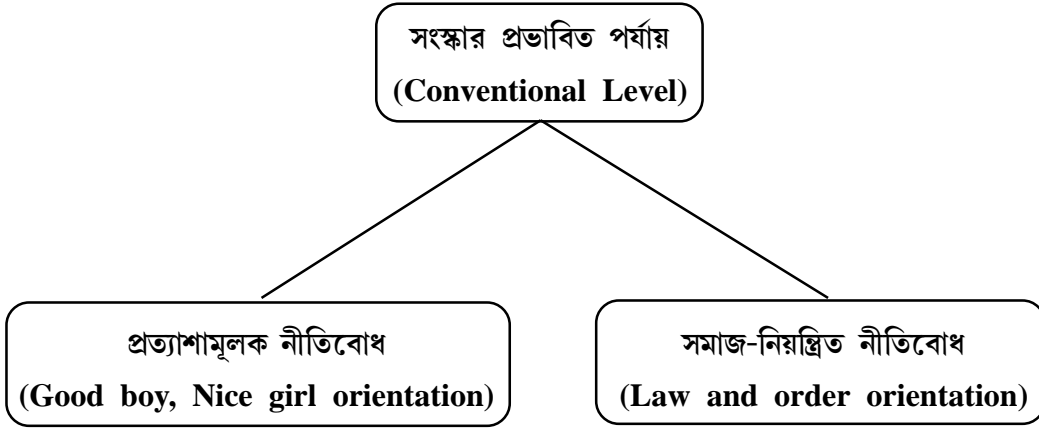 সংস্কার প্রভাবিত পর্যায়
(Conventional Level)
প্রত্যাশামূলক নীতিবোধ
(Good boy, Nice girl orientation)
সমাজ-নিয়ন্ত্রিত নীতিবোধ
(Law and order orientation)